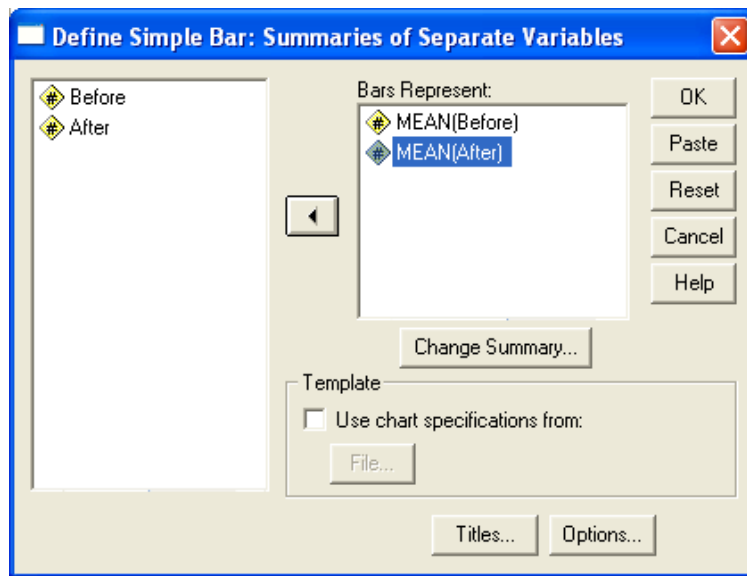 Define Simple Bar: Summaries of Separate Variables
# Before
# After
Bars Represent:
# MEAN(Before)
# MEAN(After)
OK
Paste
Reset
Cancel
Help
Change Summary...
Template
Use chart specifications from:
File...
Titles...
Options...